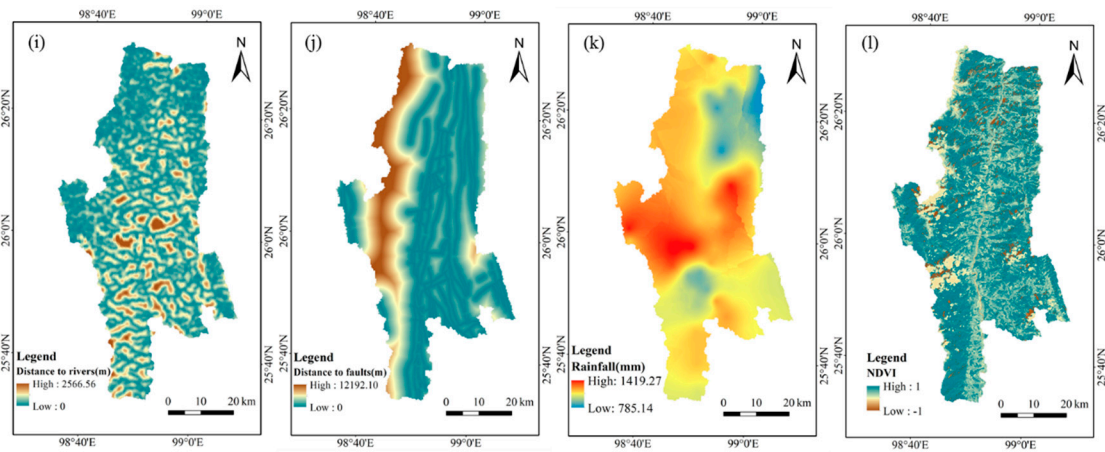 98°40'E 99°0'E
(i)
N
26°20'N
26°0'N
25°40'N
Legend
Distance to rivers(m)
High : 2566.56
Low : 0
0 10 20 km
98°40'E 99°0'E
98°40'E 99°0'E
(j)
N
26°20'N
26°0'N
25°40'N
Legend
Distance to faults(m)
High : 12192.10
Low : 0
0 10 20 km
98°40'E 99°0'E
98°40'E 99°0'E
(k)
N
26°20'N
26°0'N
25°40'N
Legend
Rainfall(mm)
High: 1419.27
Low: 785.14
0 10 20 km
98°40'E 99°0'E
98°40'E 99°0'E
(l)
N
26°20'N
26°0'N
25°40'N
Legend
NDVI
High : 1
Low : -1
0 10 20 km
98°40'E 99°0'E